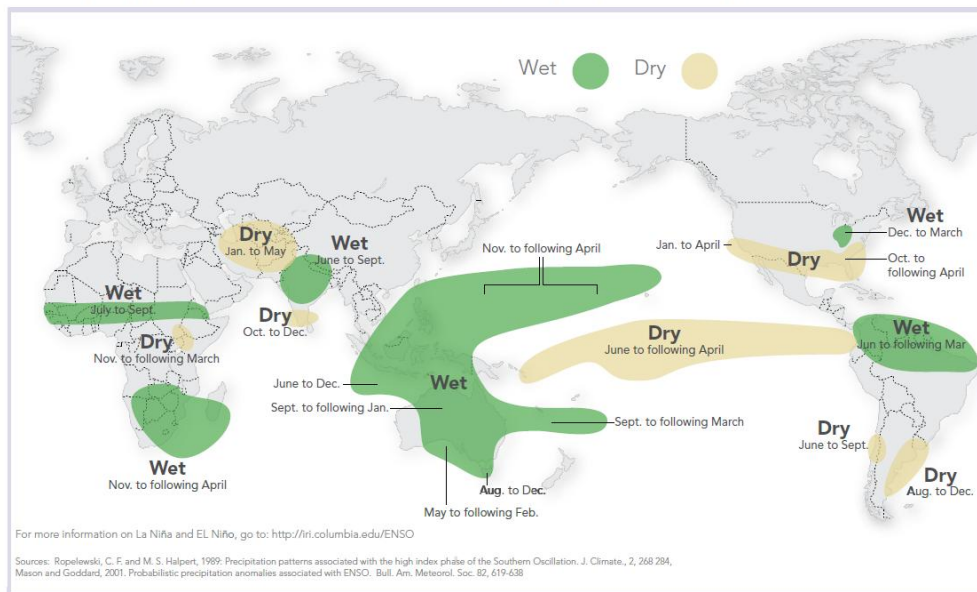 Wet
Dry
Wet
Dec. to March
Nov. to following April
Jan. to April
Dry
Oct. to
following April
Dry
Jan. to May
Wet
June to Sept.
Wet
July to Sept.
Dry
Oct. to Dec.
Dry
Nov. to following March
Dry
June to following April
Wet
Jun to following Mar
June to Dec.
Wet
Sept. to following Jan.
Sept. to following March
Dry
June to Sept.
Wet
Nov. to following April
Dry
Aug. to Dec.
Aug. to Dec.
May to following Feb.
For more information on La Niña and EL Niño, go to: http://iri.columbia.edu/ENSO
Sources: Ropelewski, C. F. and M. S. Halpert, 1989: Precipitation patterns associated with the high index phase of the Southern Oscillation. J. Climate., 2, 268 284,
Mason and Goddard, 2001. Probabilistic precipitation anomalies associated with ENSO. Bull. Am. Meteorol. Soc. 82, 619-638